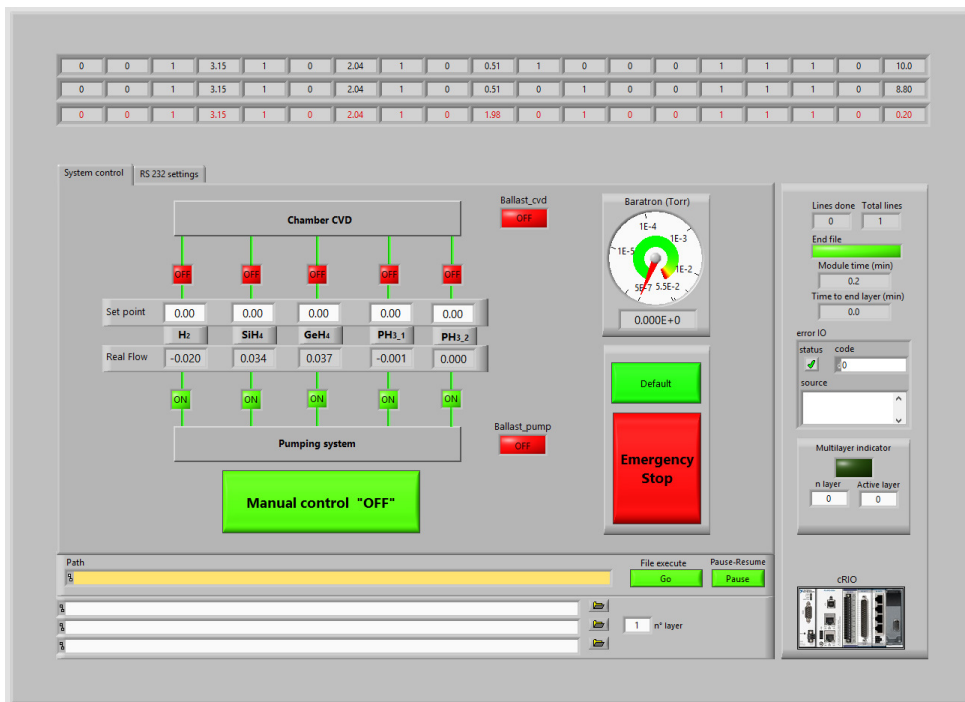 0 0 1 3.15 1 0 2.04 1 0 0.51 1 0 0 0 1 1 1 0 10.0
0 0 1 3.15 1 0 2.04 1 0 0.51 0 1 0 0 1 1 1 0 8.80
0 0 1 3.15 1 0 2.04 1 0 1.98 0 1 0 0 1 1 1 0 0.20
System control RS 232 settings
Chamber CVD
OFF OFF OFF OFF OFF
Set point 0.00 0.00 0.00 0.00 0.00
H2 SiH4 GeH4 PH3_1 PH3_2
Real Flow -0.020 0.034 0.037 -0.001 0.000
ON ON ON ON ON
Pumping system
Manual control "OFF"
Ballast_cvd
OFF
Ballast_pump
OFF
Baratron (Torr)
1E-4
1E-5 1E-3
1E-2
5E-7 5.5E-2
0.000E+0
Default
Emergency
Stop
Lines done Total lines
0 1
End file
Module time (min)
0.2
Time to end layer (min)
0.0
error IO
status code
0
source
Multilayer indicator
n layer Active layer
0 0
cRIO
Path
File execute Pause-Resume
Go Pause
1 n° layer